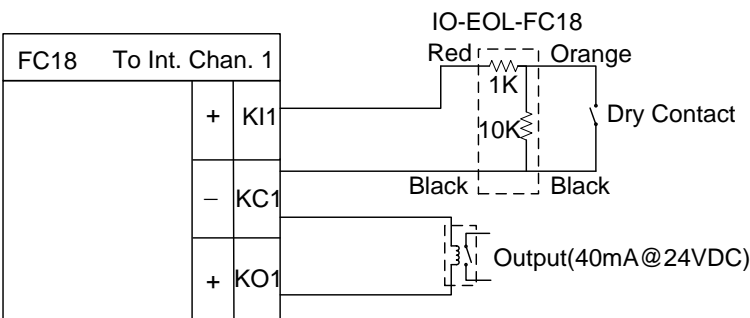 IO-EOL-FC18
FC18 To Int. Chan. 1
Red Orange
1K
+ KI1
10K
Dry Contact
Black Black
− KC1
Output(40mA@24VDC)
+ KO1